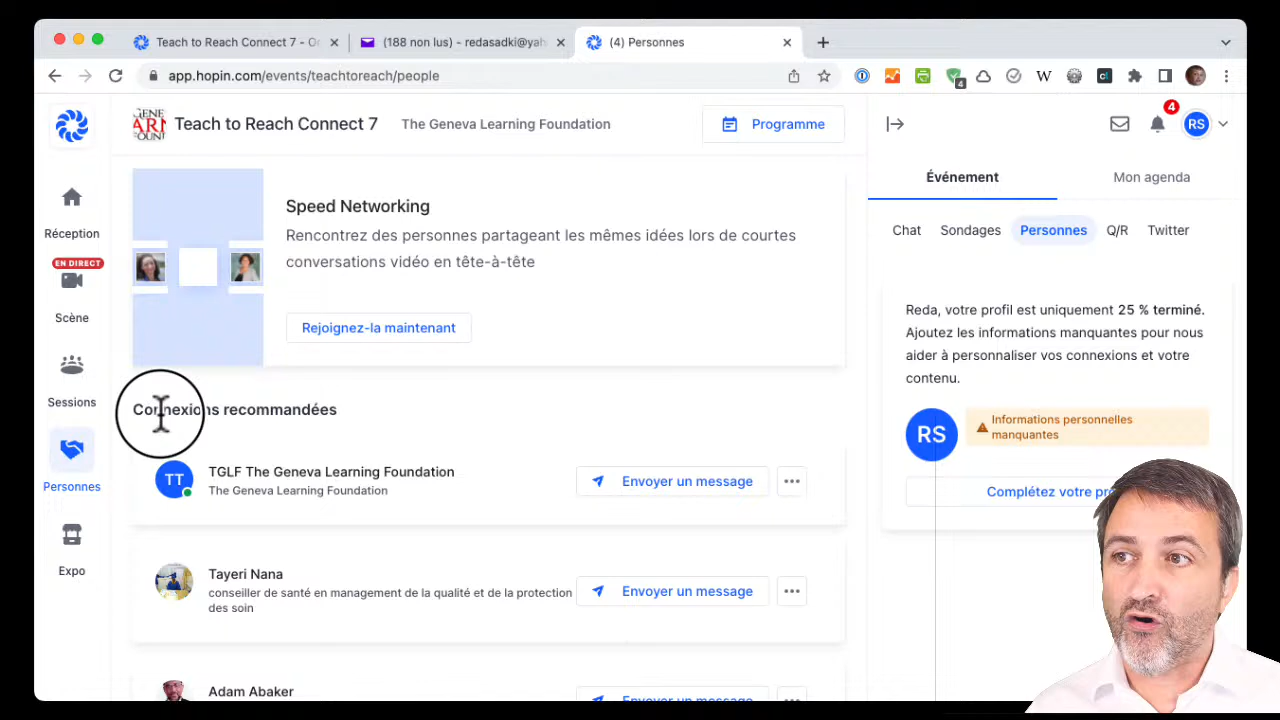 Teach to Reach Connect 7 - Or
(188 non lus) - redasadki@yah
(4) Personnes
app.hopin.com/events/teachtoreach/people
W
4
Teach to Reach Connect 7
The Geneva Learning Foundation
Programme
4
RS
Réception
EN DIRECT
Scène
Sessions
Personnes
Expo
Speed Networking
Rencontrez des personnes partageant les mêmes idées lors de courtes
conversations vidéo en tête-à-tête
Rejoignez-la maintenant
Connexions recommandées
TT
TGLF The Geneva Learning Foundation
The Geneva Learning Foundation
Envoyer un message
Tayeri Nana
conseiller de santé en management de la qualité et de la protection
des soin
Envoyer un message
Adam Abaker
Envoyer un message
Événement
Mon agenda
Chat
Sondages
Personnes
Q/R
Twitter
Reda, votre profil est uniquement 25 % terminé.
Ajoutez les informations manquantes pour nous
aider à personnaliser vos connexions et votre
contenu.
RS
Informations personnelles
manquantes
Complétez votre pr